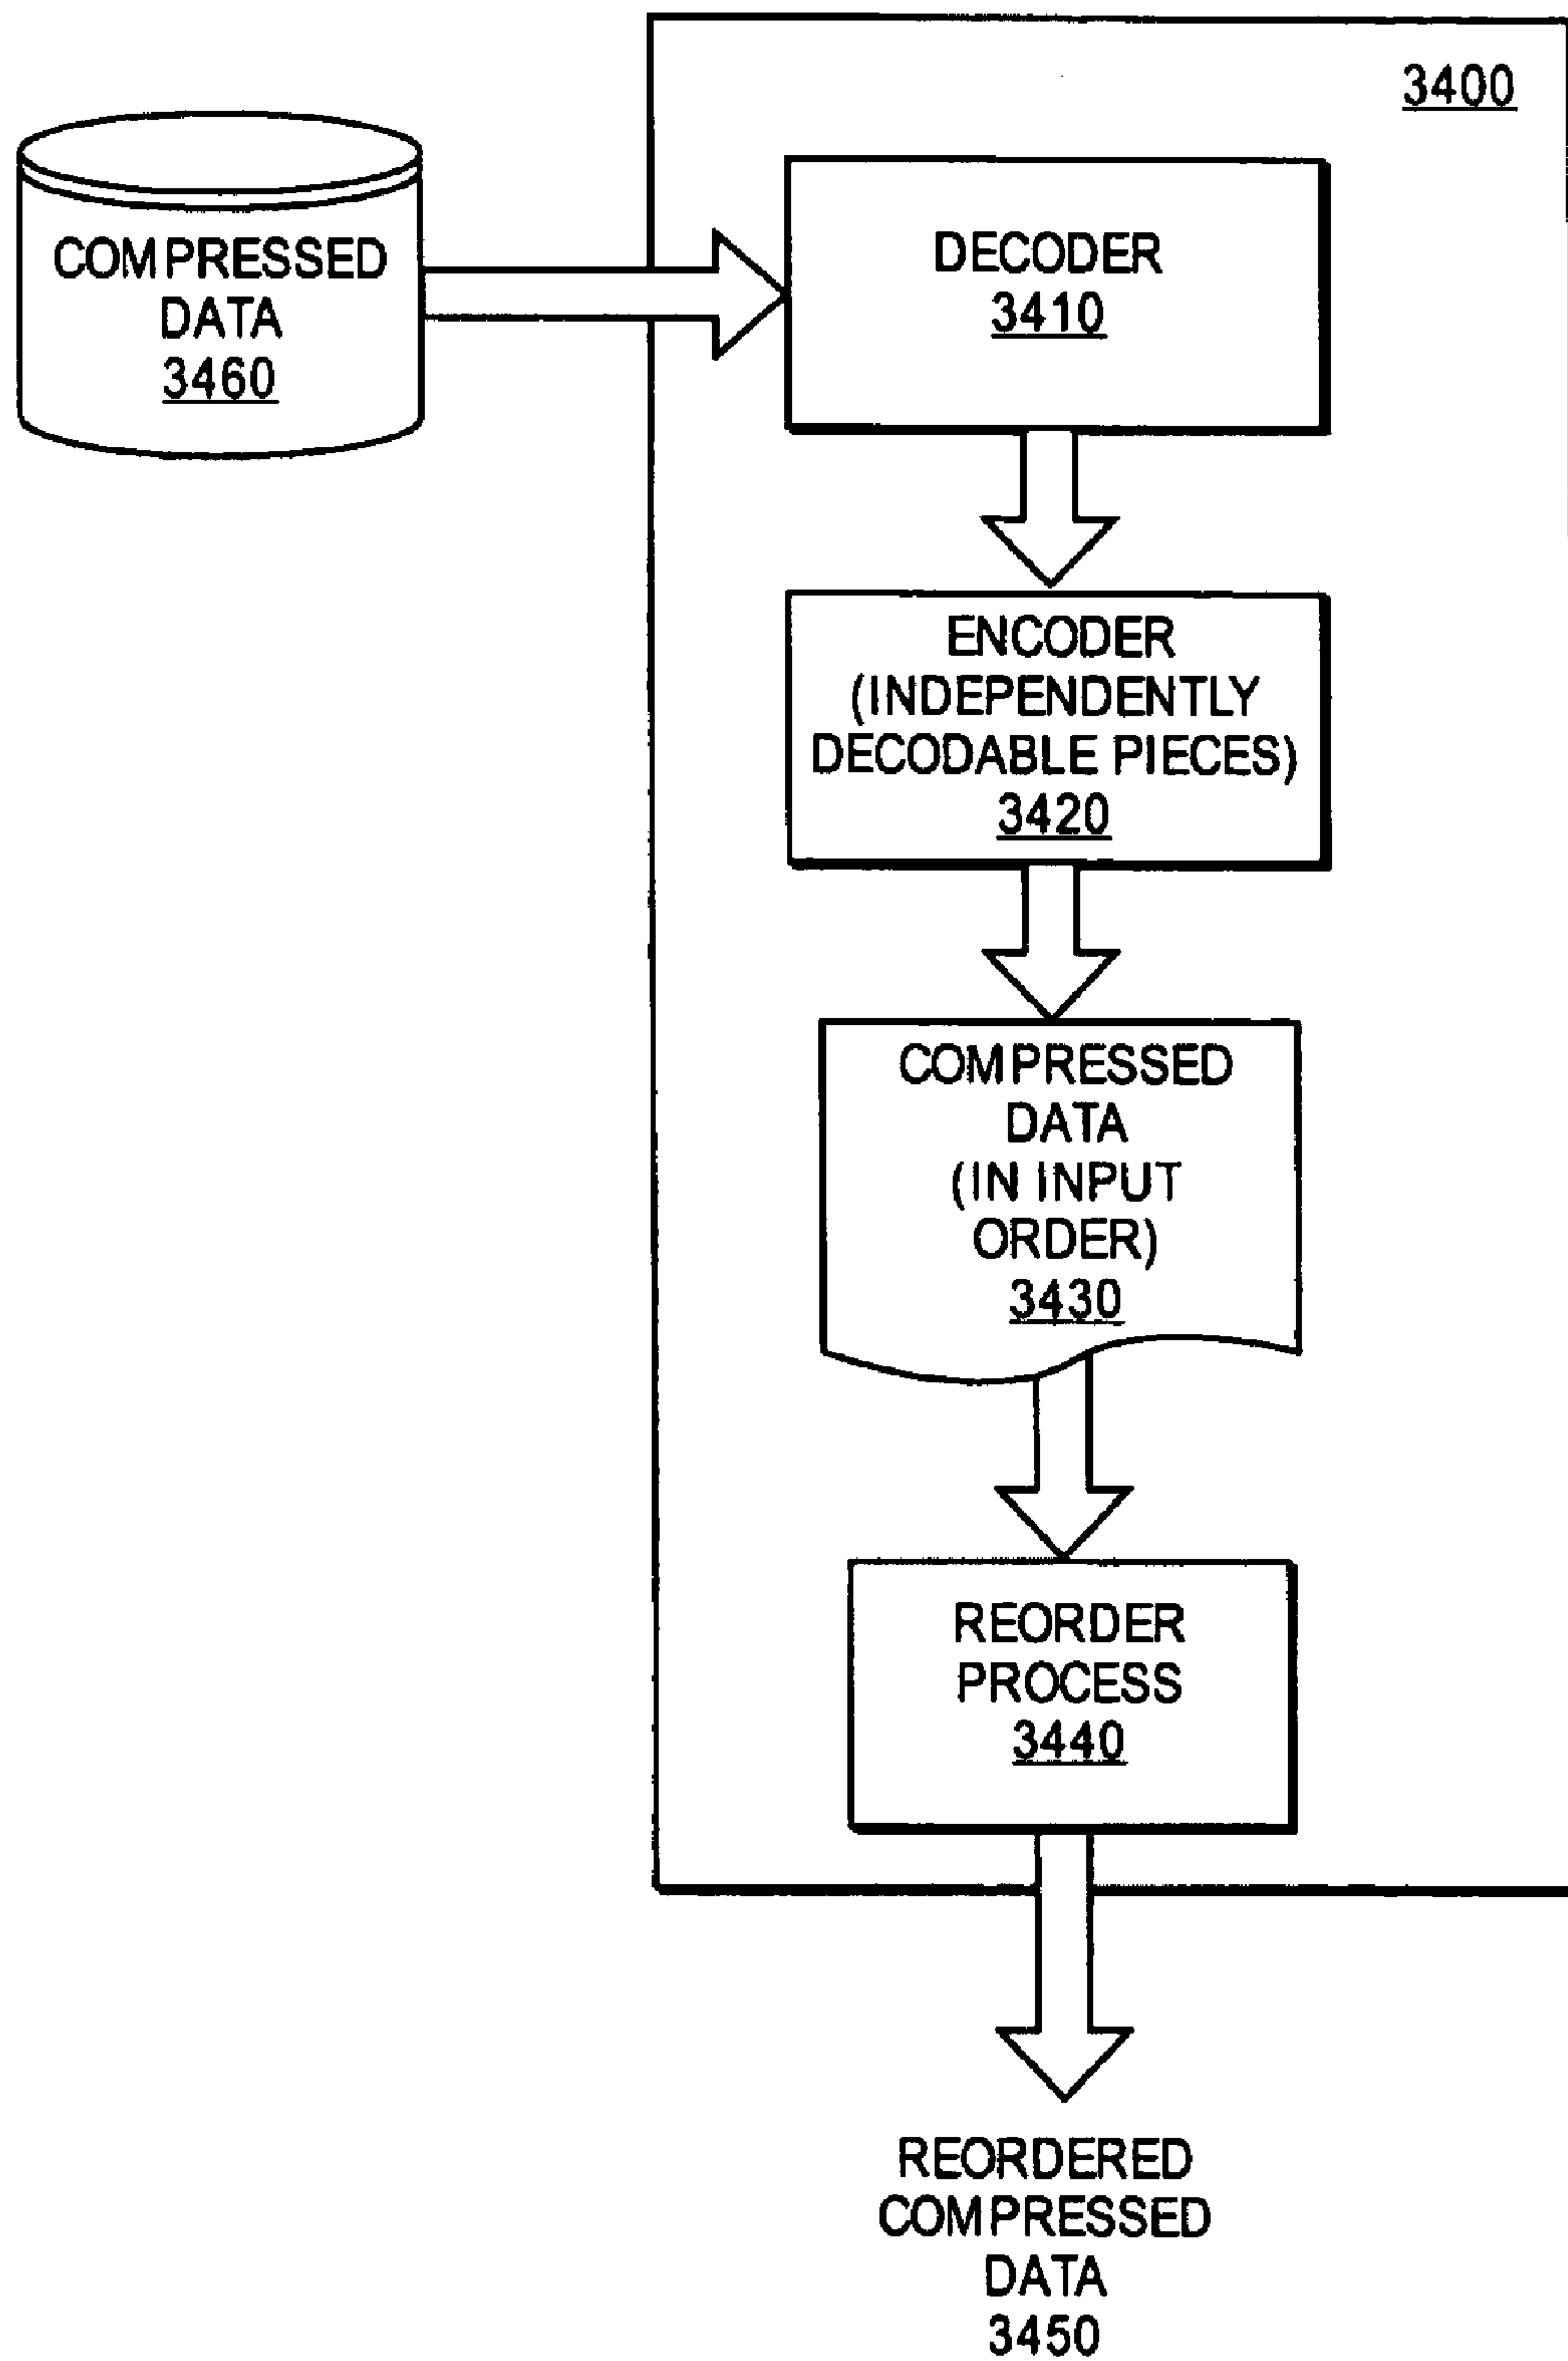 3400
COMPRESSED
DATA
3460
DECODER
3410
ENCODER
(INDEPENDENTLY
DECODABLE PIECES)
3420
COMPRESSED
DATA
(IN INPUT
ORDER)
3430
REORDER
PROCESS
3440
REORDERED
COMPRESSED
DATA
3450